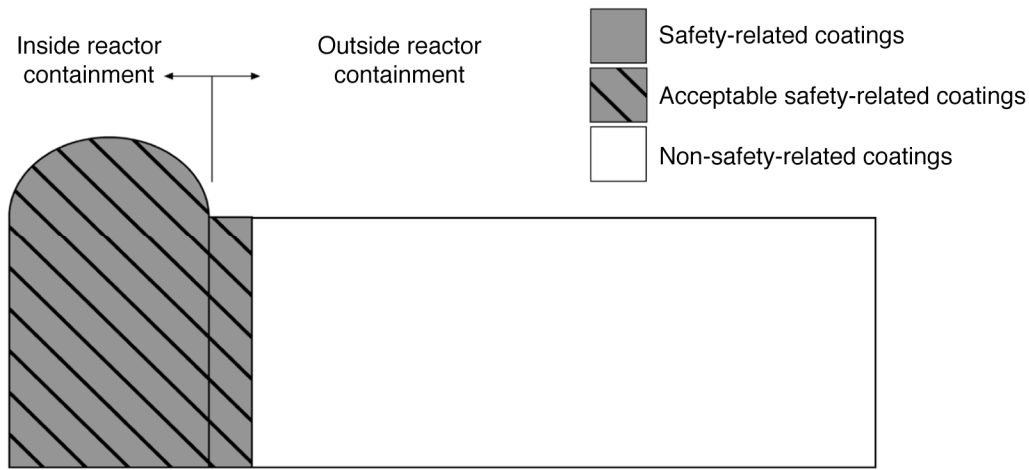 Inside reactor
containment
Outside reactor
containment
Safety-related coatings
Acceptable safety-related coatings
Non-safety-related coatings